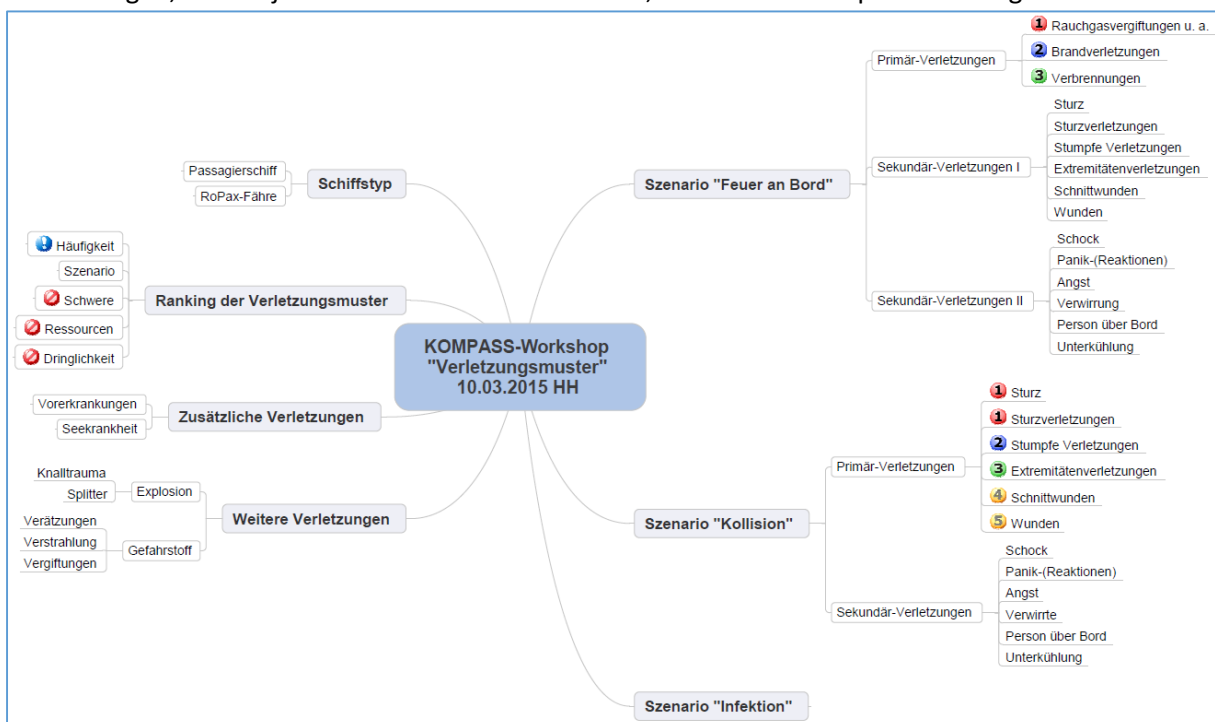 Schiffstyp
Passagierschiff
RoPax-Fähre
Ranking der Verletzungsmuster
Häufigkeit
Szenario
Schwere
Ressourcen
Dringlichkeit
Zusätzliche Verletzungen
Vorerkrankungen
Seekrankheit
Weitere Verletzungen
Explosion
Knalltrauma
Splitter
Gefahrstoff
Verätzungen
Verstrahlung
Vergiftungen
KOMPASS-Workshop
"Verletzungsmuster"
10.03.2015 HH
Szenario "Feuer an Bord"
Primär-Verletzungen
1 Rauchgasvergiftungen u. a.
2 Brandverletzungen
3 Verbrennungen
Sekundär-Verletzungen I
Sturz
Sturzverletzungen
Stumpfe Verletzungen
Extremitätenverletzungen
Schnittwunden
Wunden
Sekundär-Verletzungen II
Schock
Panik-(Reaktionen)
Angst
Verwirrung
Person über Bord
Unterkühlung
Szenario "Kollision"
Primär-Verletzungen
1 Sturz
1 Sturzverletzungen
2 Stumpfe Verletzungen
3 Extremitätenverletzungen
4 Schnittwunden
5 Wunden
Sekundär-Verletzungen
Schock
Panik-(Reaktionen)
Angst
Verwirrte
Person über Bord
Unterkühlung
Szenario "Infektion"